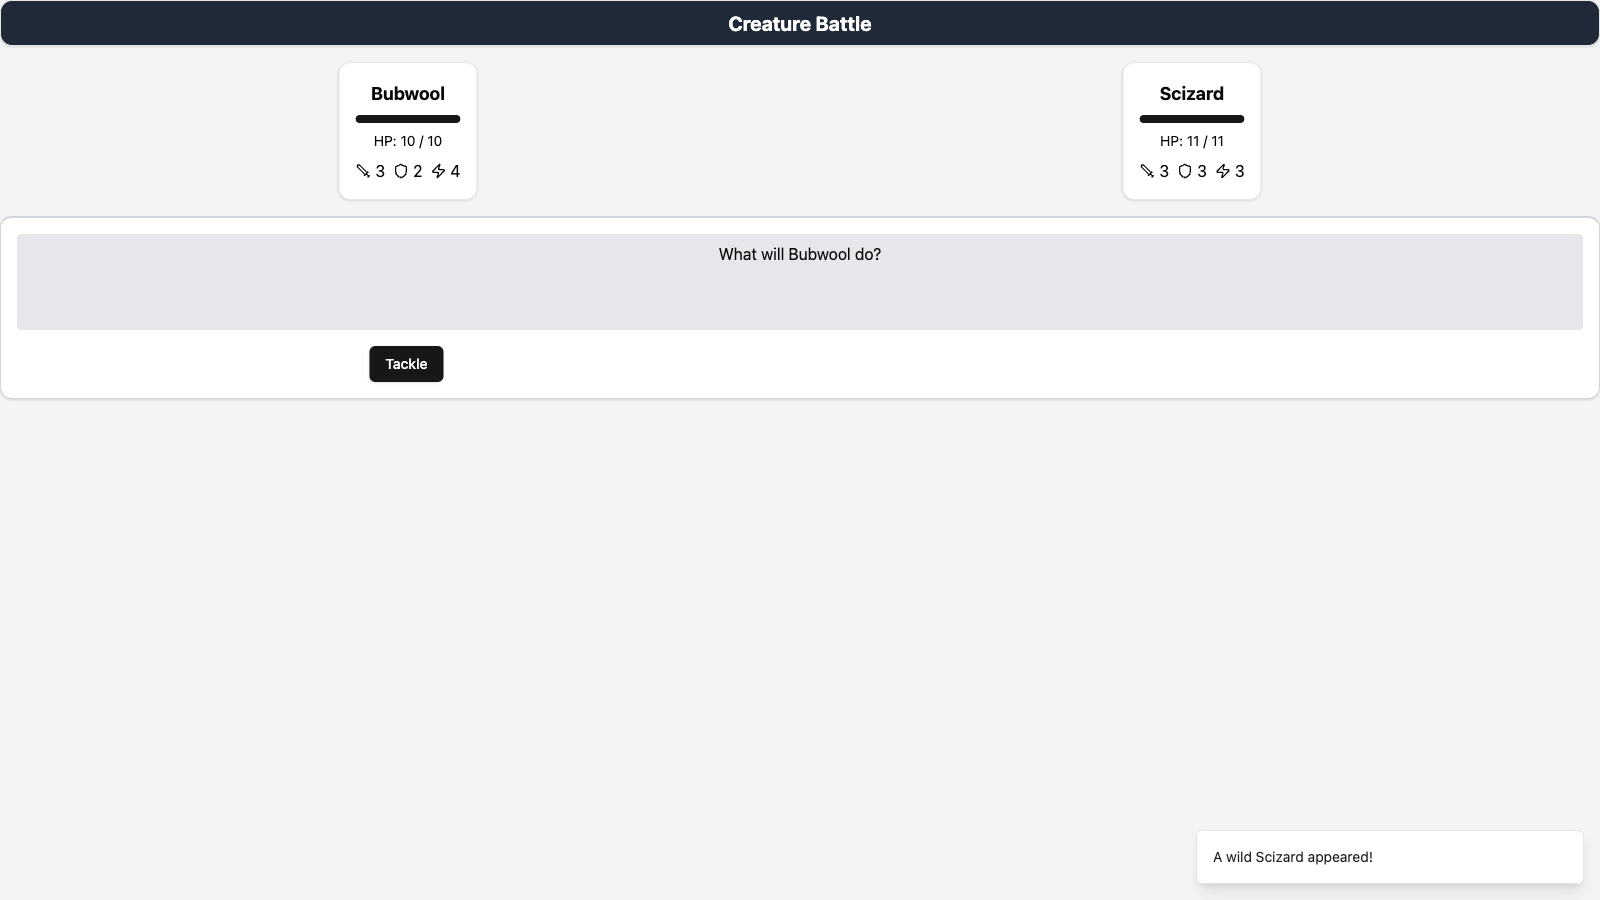 Creature Battle
Bubwool
HP: 10 / 10
3 2 4
Scizard
HP: 11 / 11
3 3 3
What will Bubwool do?
Tackle
A wild Scizard appeared!